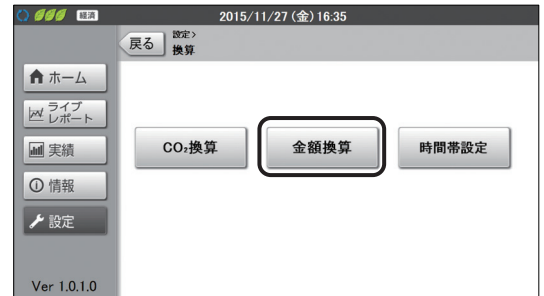 経済
2015/11/27(金)16:35
戻る
設定>
換算
ホーム
ライブ
レポート
実績
情報
設定
CO₂換算
金額換算
時間帯設定
Ver 1.0.1.0